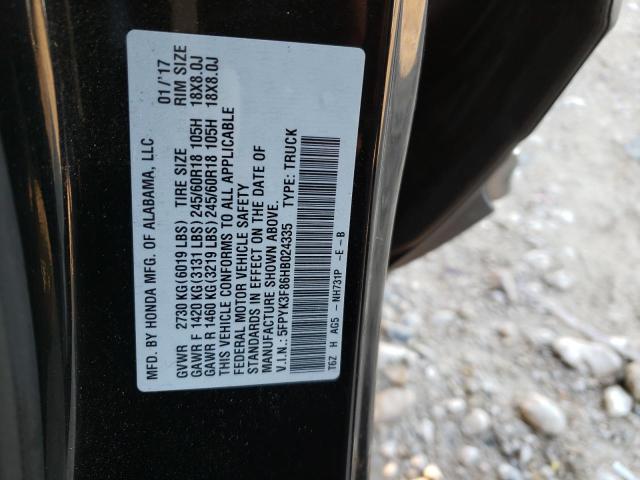 MFD. BY HONDA MFG. OF ALABAMA, LLC 01/'17
GVWR 2730 KG(6019 LBS) TIRE SIZE RIM SIZE
GAWR F 1420 KG(3131 LBS) 245/60R18 105H 18X8.0J
GAWR R 1460 KG(3219 LBS) 245/60R18 105H 18X8.0J
THIS VEHICLE CONFORMS TO ALL APPLICABLE
FEDERAL MOTOR VEHICLE SAFETY
STANDARDS IN EFFECT ON THE DATE OF
MANUFACTURE SHOWN ABOVE.
V.I.N.: 5FPYK3F86HB024335 TYPE: TRUCK
T6Z H AG5 - NH731P -E -B